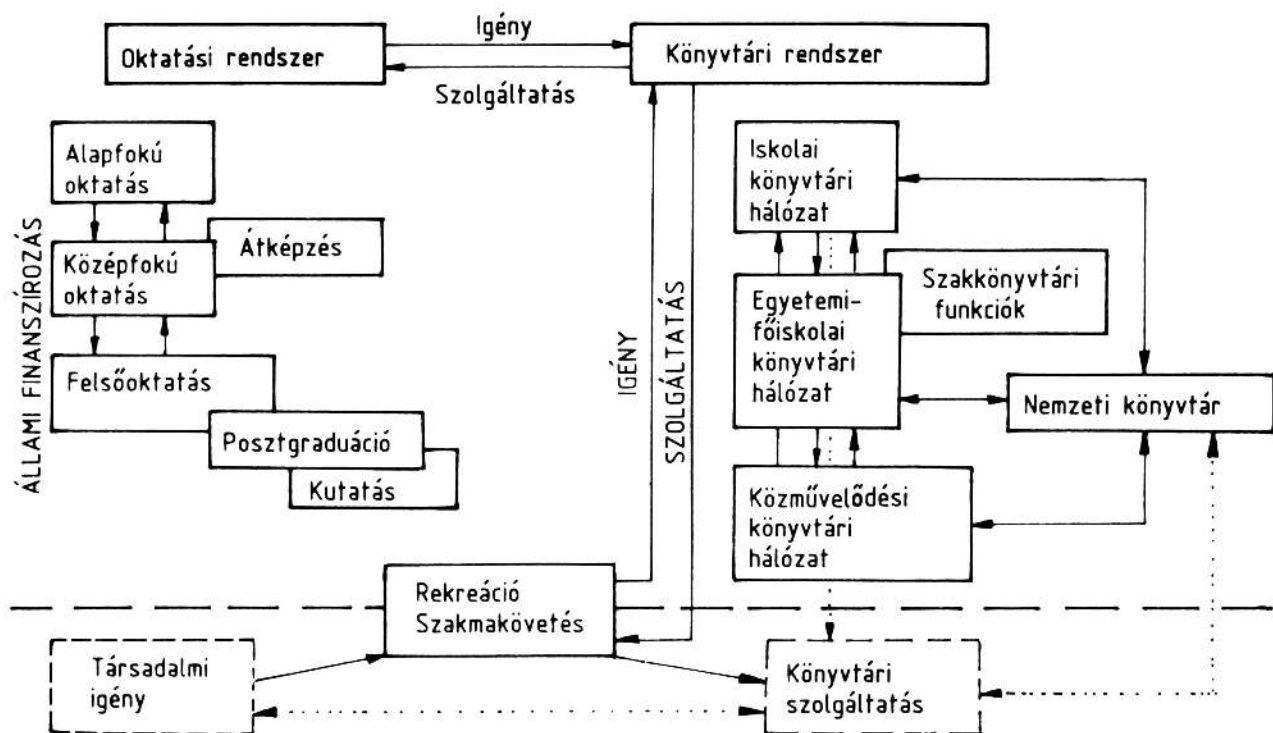 Igény
Oktatási rendszer
Könyvtári rendszer
Szolgáltatás
ÁLLAMI FINANSZÍROZÁS
Alapfokú
oktatás
Középfokú
oktatás
Átképzés
Felsőoktatás
Posztgraduáció
Kutatás
IGÉNY
SZOLGÁLTATÁS
Iskolai
könyvtári
hálózat
Egyetemi-
főiskolai
könyvtári
hálózat
Szakkönyvtári
funkciók
Nemzeti könyvtár
Közművelődési
könyvtári
hálózat
Rekreáció
Szakmakövetés
Társadalmi
igény
Könyvtári
szolgáltatás